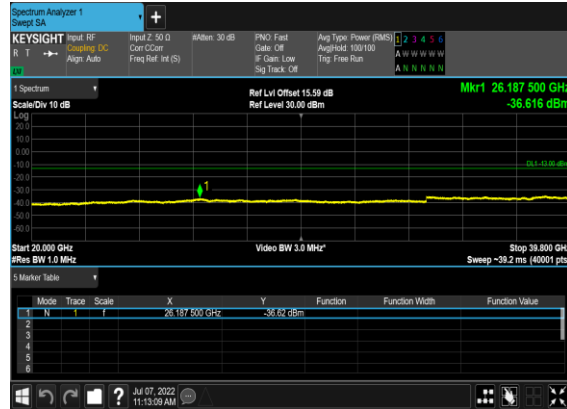 Spectrum Analyzer 1
Swept SA
+
KEYSIGHT Input: RF Input Z: 50 Ω #Atten: 30 dB PNO: Fast Avg Type: Power (RMS) 1 2 3 4 5 6
R T Coupling: DC Corr CCorr Gate: Off Avg|Hold: 100/100 A W W W W W
Align: Auto Freq Ref: Int (S) IF Gain: Low Trig: Free Run
Sig Track: Off A N N N N N
1 Spectrum Ref Lvl Offset 15.59 dB Mkr1 26.187 500 GHz
Scale/Div 10 dB Ref Level 30.00 dBm -36.616 dBm
Log
20.0
10.0
0.00
-10.0 DL1 -13.00 dBm
-20.0
-30.0 1
-40.0
-50.0
-60.0
Start 20.000 GHz Video BW 3.0 MHz* Stop 39.800 GHz
#Res BW 1.0 MHz Sweep ~39.2 ms (40001 pts)
5 Marker Table
Mode Trace Scale X Y Function Function Width Function Value
1 N 1 f 26.187 500 GHz -36.62 dBm
2
3
4
5
6
? Jul 07, 2022
11:13:09 AM